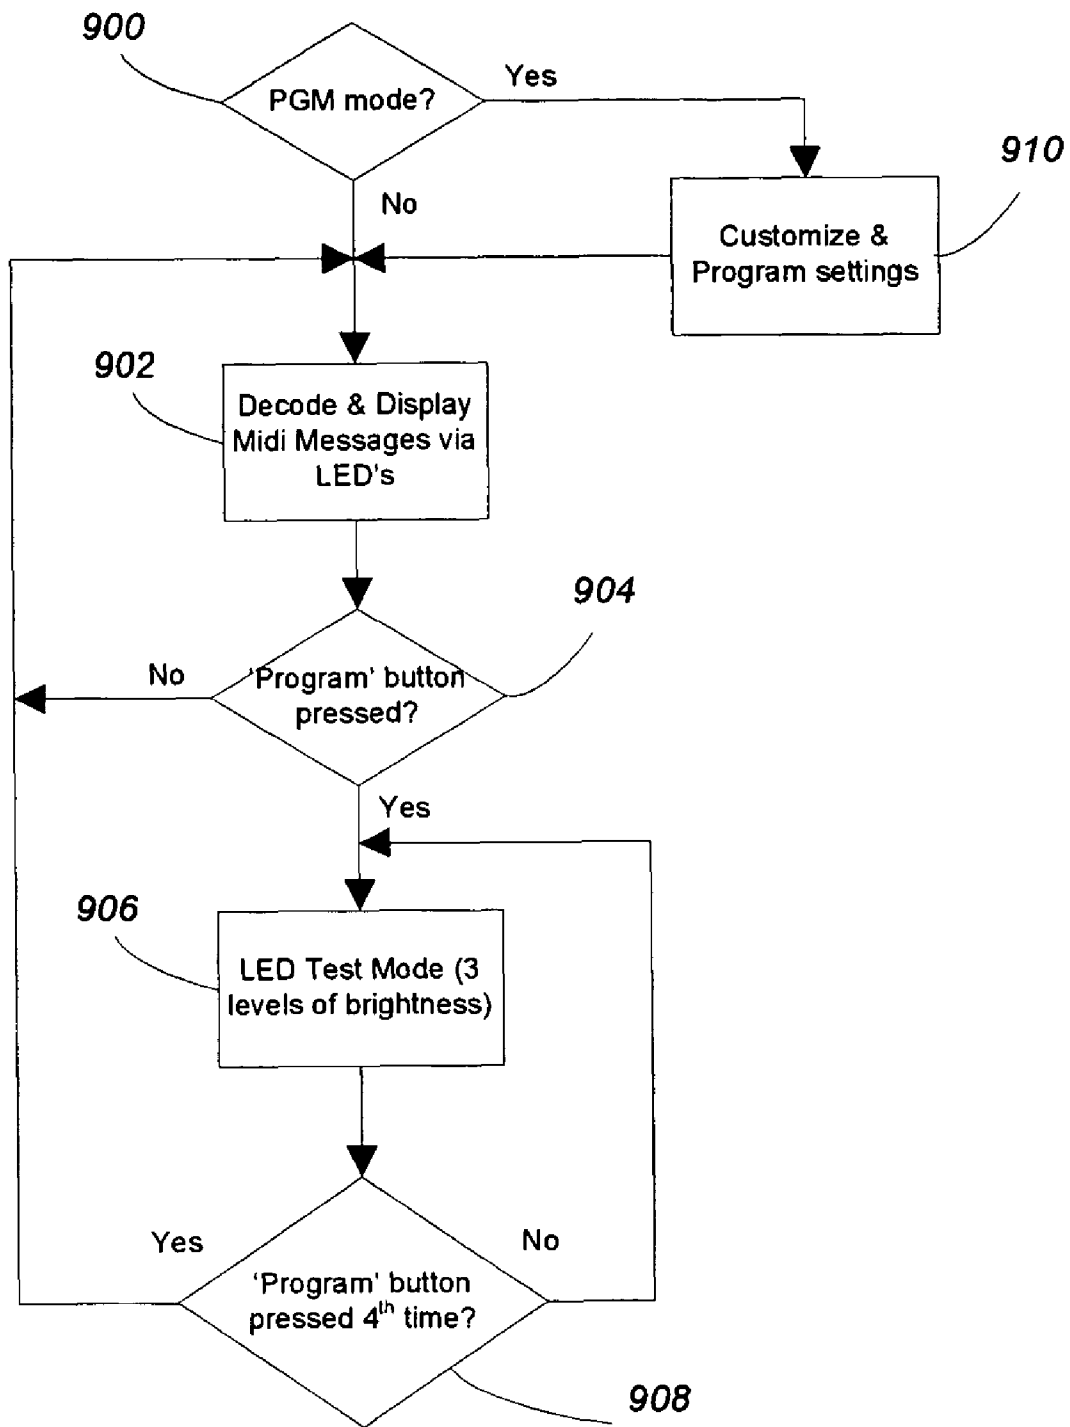 900
PGM mode?
Yes
No
910
Customize &
Program settings
902
Decode & Display
Midi Messages via
LED's
904
No
'Program' button
pressed?
Yes
906
LED Test Mode (3
levels of brightness)
Yes
No
'Program' button
pressed 4th time?
908